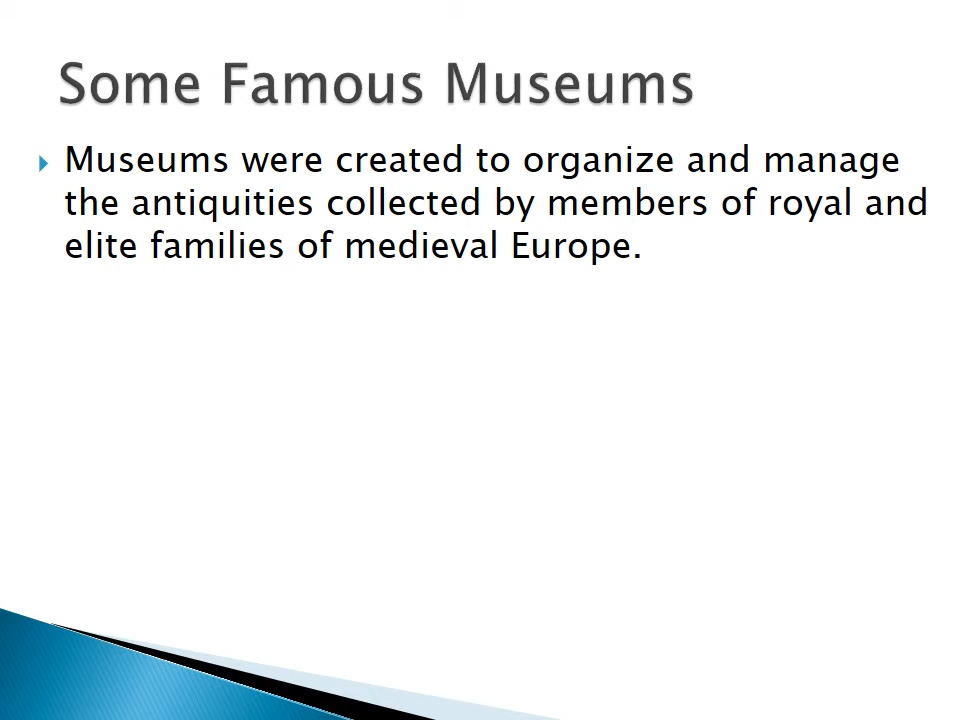 Some Famous Museums
Museums were created to organize and manage
the antiquities collected by members of royal and
elite families of medieval Europe.